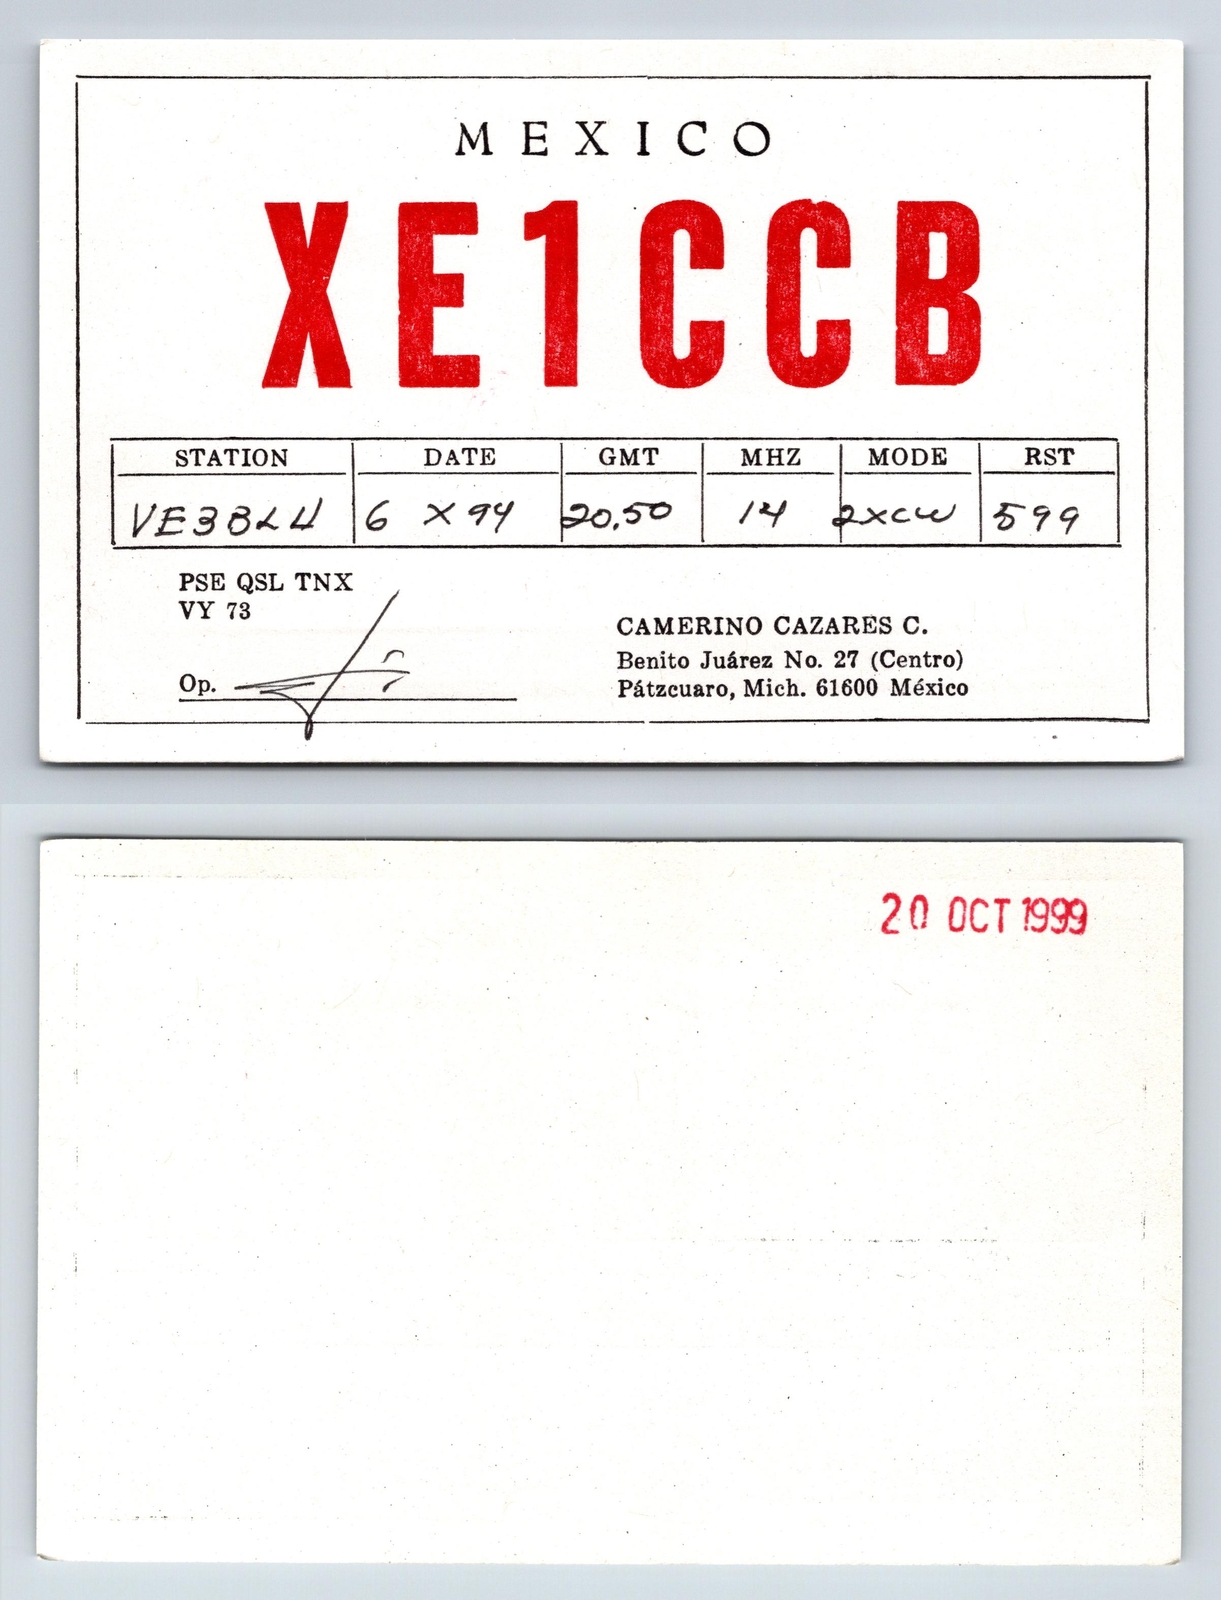 MEXICO
XE1CCB
STATION DATE GMT MHZ MODE RST
VE3BLU 6 X 94 20.50 14 2XCW 599
PSE QSL TNX
VY 73
Op.
CAMERINO CAZARES C.
Benito Juárez No. 27 (Centro)
Pátzcuaro, Mich. 61600 México
20 OCT 1999